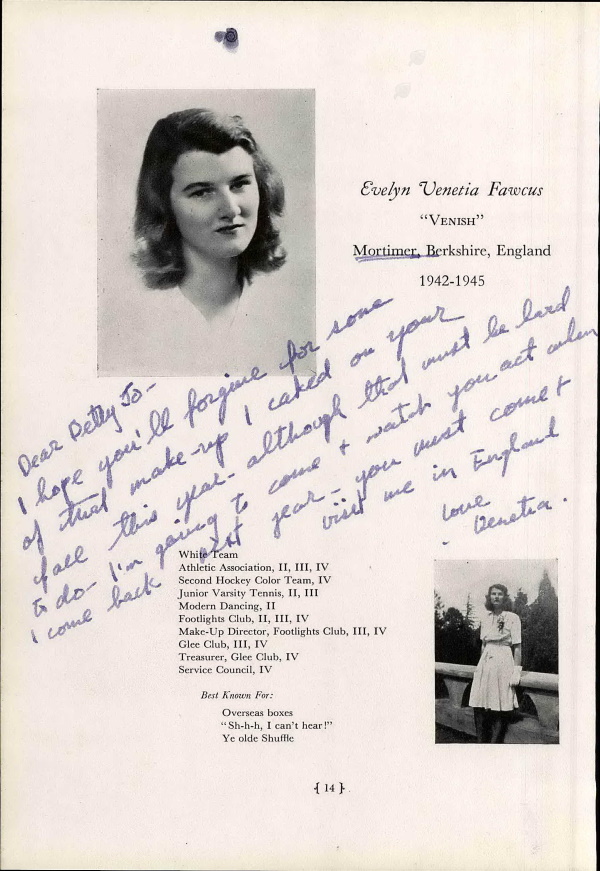 Evelyn Venetia Fawcus
"VENISH"
Mortimer, Berkshire, England
1942-1945
Dear Betty Jo-
I hope you'll forgive for some
of that make-up I caked on your
face this year - although that must be hard
to do - I'm going to come & watch you act when
I come back next year - you must come &
visit me in England
Love
- Venetia.
White Team
Athletic Association, II, III, IV
Second Hockey Color Team, IV
Junior Varsity Tennis, II, III
Modern Dancing, II
Footlights Club, II, III, IV
Make-Up Director, Footlights Club, III, IV
Glee Club, III, IV
Treasurer, Glee Club, IV
Service Council, IV
Best Known For:
Overseas boxes
"Sh-h-h, I can't hear!"
Ye olde Shuffle
{ 14 }